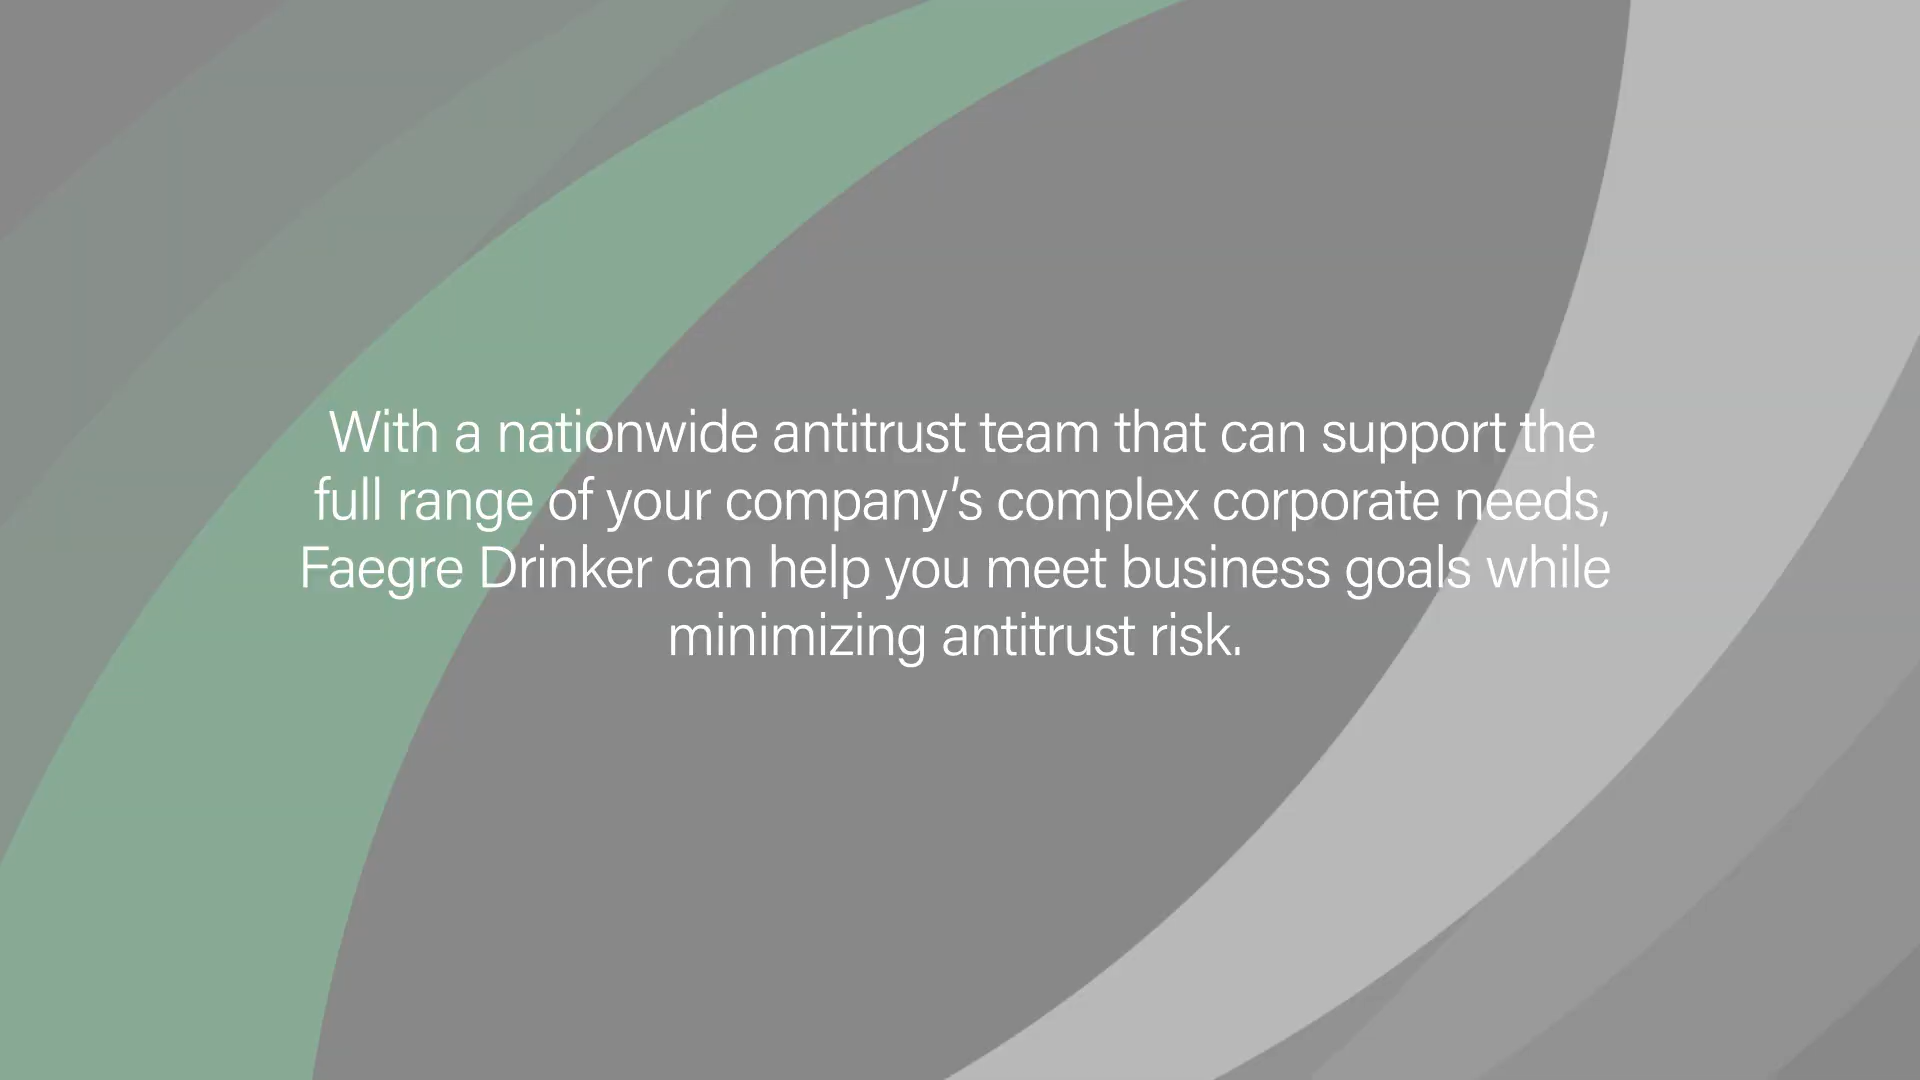 With a nationwide antitrust team that can support the
full range of your company’s complex corporate needs,
Faegre Drinker can help you meet business goals while
minimizing antitrust risk.